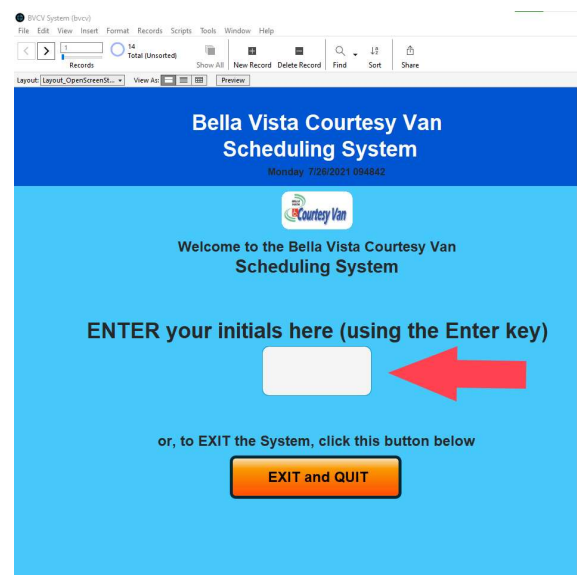 BVCV System (bvcv)
File Edit View Insert Format Records Scripts Tools Window Help
1
14
Total (Unsorted)
Records
Show All New Record Delete Record Find Sort Share
Layout: Layout_OpenScreenSt... View As: Preview
Bella Vista Courtesy Van
Scheduling System
Monday 7/26/2021 094842
Courtesy Van
Welcome to the Bella Vista Courtesy Van
Scheduling System
ENTER your initials here (using the Enter key)
or, to EXIT the System, click this button below
EXIT and QUIT